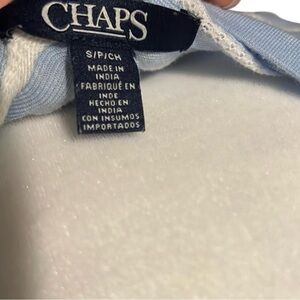 CHAPS
S/P/CH
MADE IN
INDIA
FABRIQUÉ EN
INDE
HECHO EN
INDIA
CON INSUMOS
IMPORTADOS